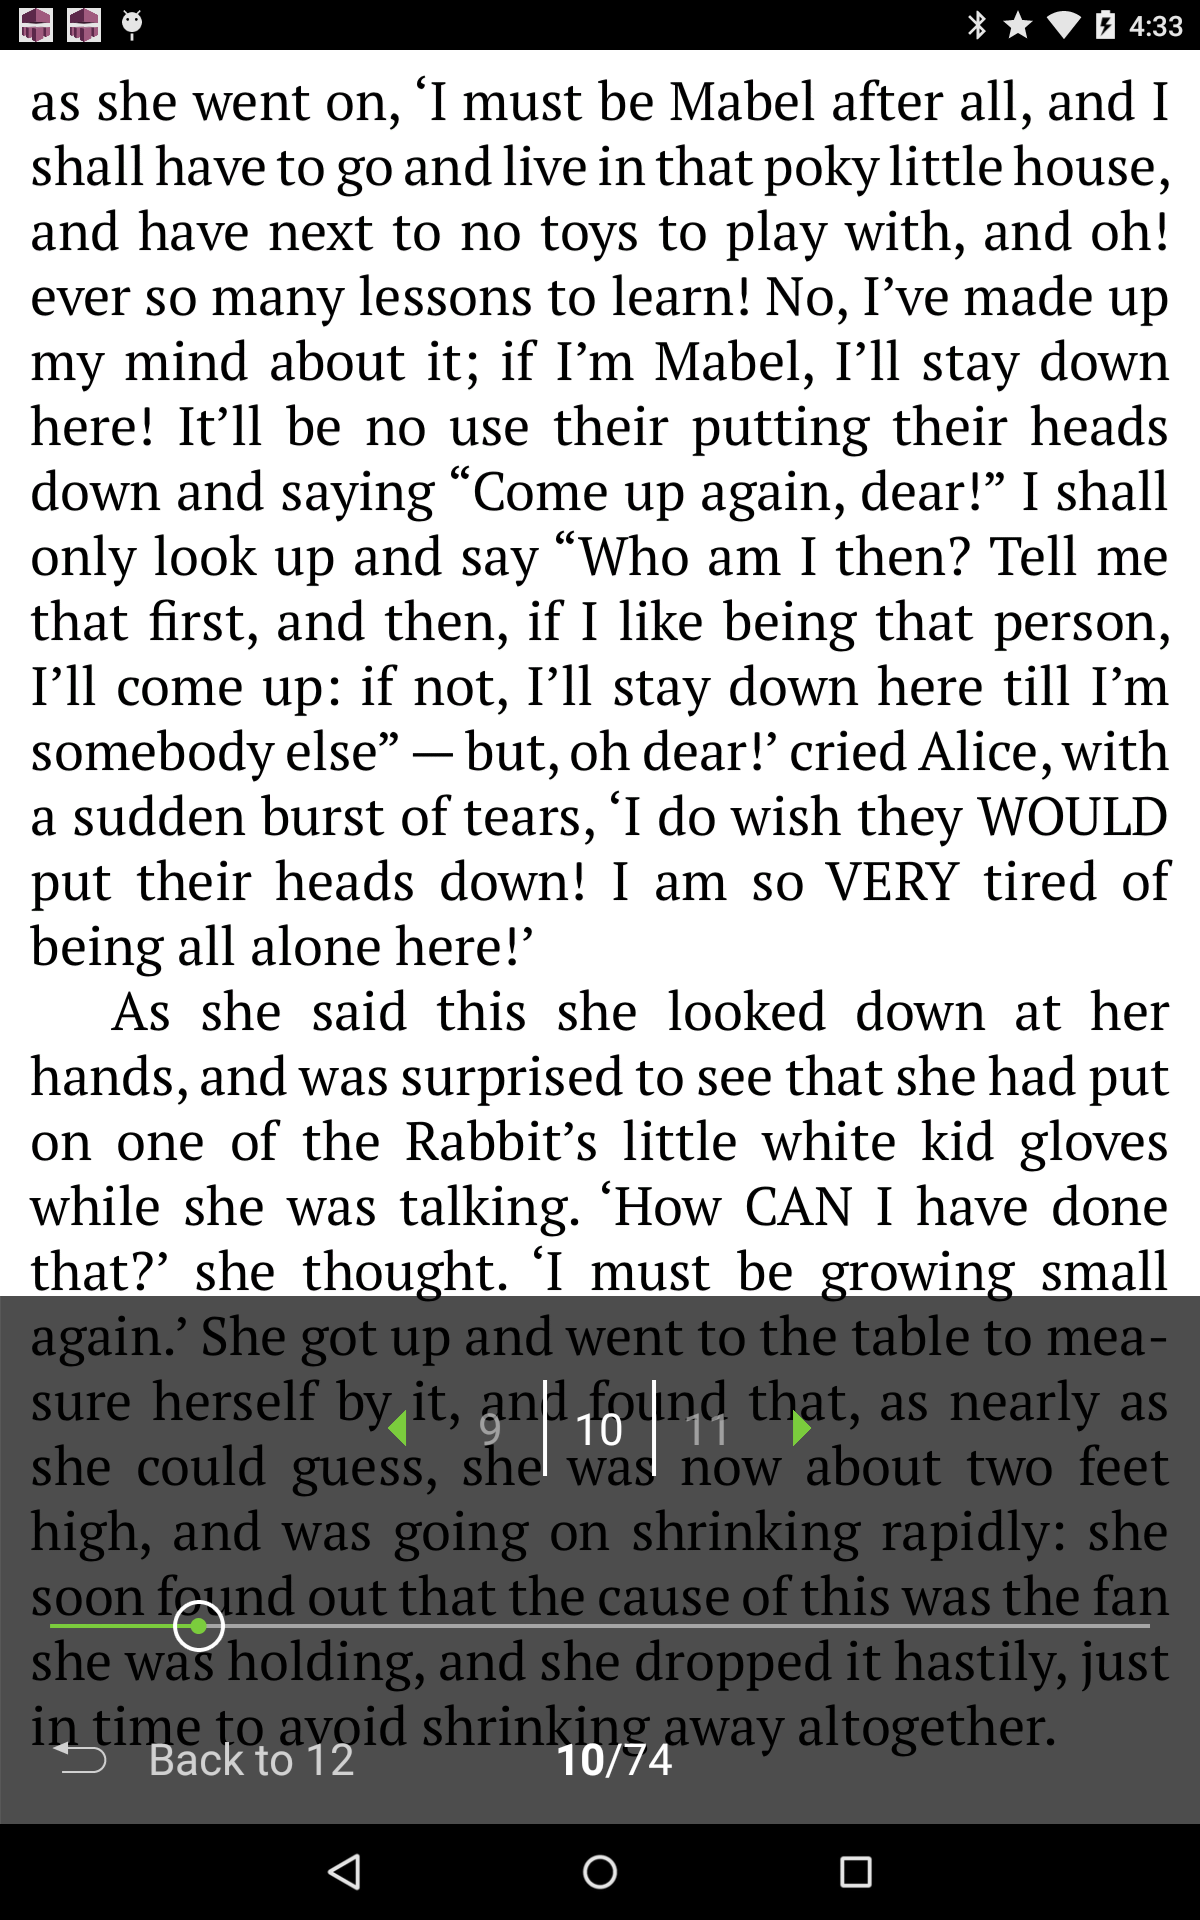 4:33
as she went on, ‘I must be Mabel after all, and I
shall have to go and live in that poky little house,
and have next to no toys to play with, and oh!
ever so many lessons to learn! No, I’ve made up
my mind about it; if I’m Mabel, I’ll stay down
here! It’ll be no use their putting their heads
down and saying “Come up again, dear!” I shall
only look up and say “Who am I then? Tell me
that first, and then, if I like being that person,
I’ll come up: if not, I’ll stay down here till I’m
somebody else” — but, oh dear!’ cried Alice, with
a sudden burst of tears, ‘I do wish they WOULD
put their heads down! I am so VERY tired of
being all alone here!’
As she said this she looked down at her
hands, and was surprised to see that she had put
on one of the Rabbit’s little white kid gloves
while she was talking. ‘How CAN I have done
that?’ she thought. ‘I must be growing small
again.’ She got up and went to the table to mea-
sure herself by it, and found that, as nearly as
9 10 11
she could guess, she was now about two feet
high, and was going on shrinking rapidly: she
soon found out that the cause of this was the fan
she was holding, and she dropped it hastily, just
in time to avoid shrinking away altogether.
Back to 12 10/74